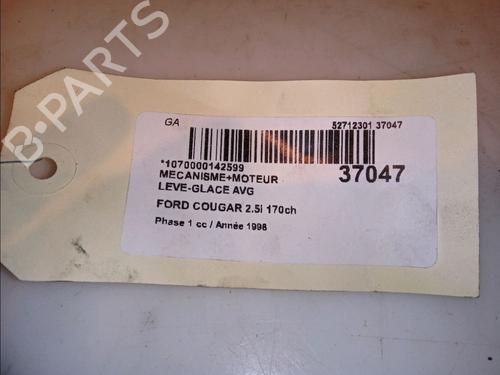 B-PARTS
GA
52712301 37047
*1070000142599
MECANISME+MOTEUR
37047
LEVE-GLACE AVG
FORD COUGAR 2.5i 170ch
Phase 1 cc / Année 1998